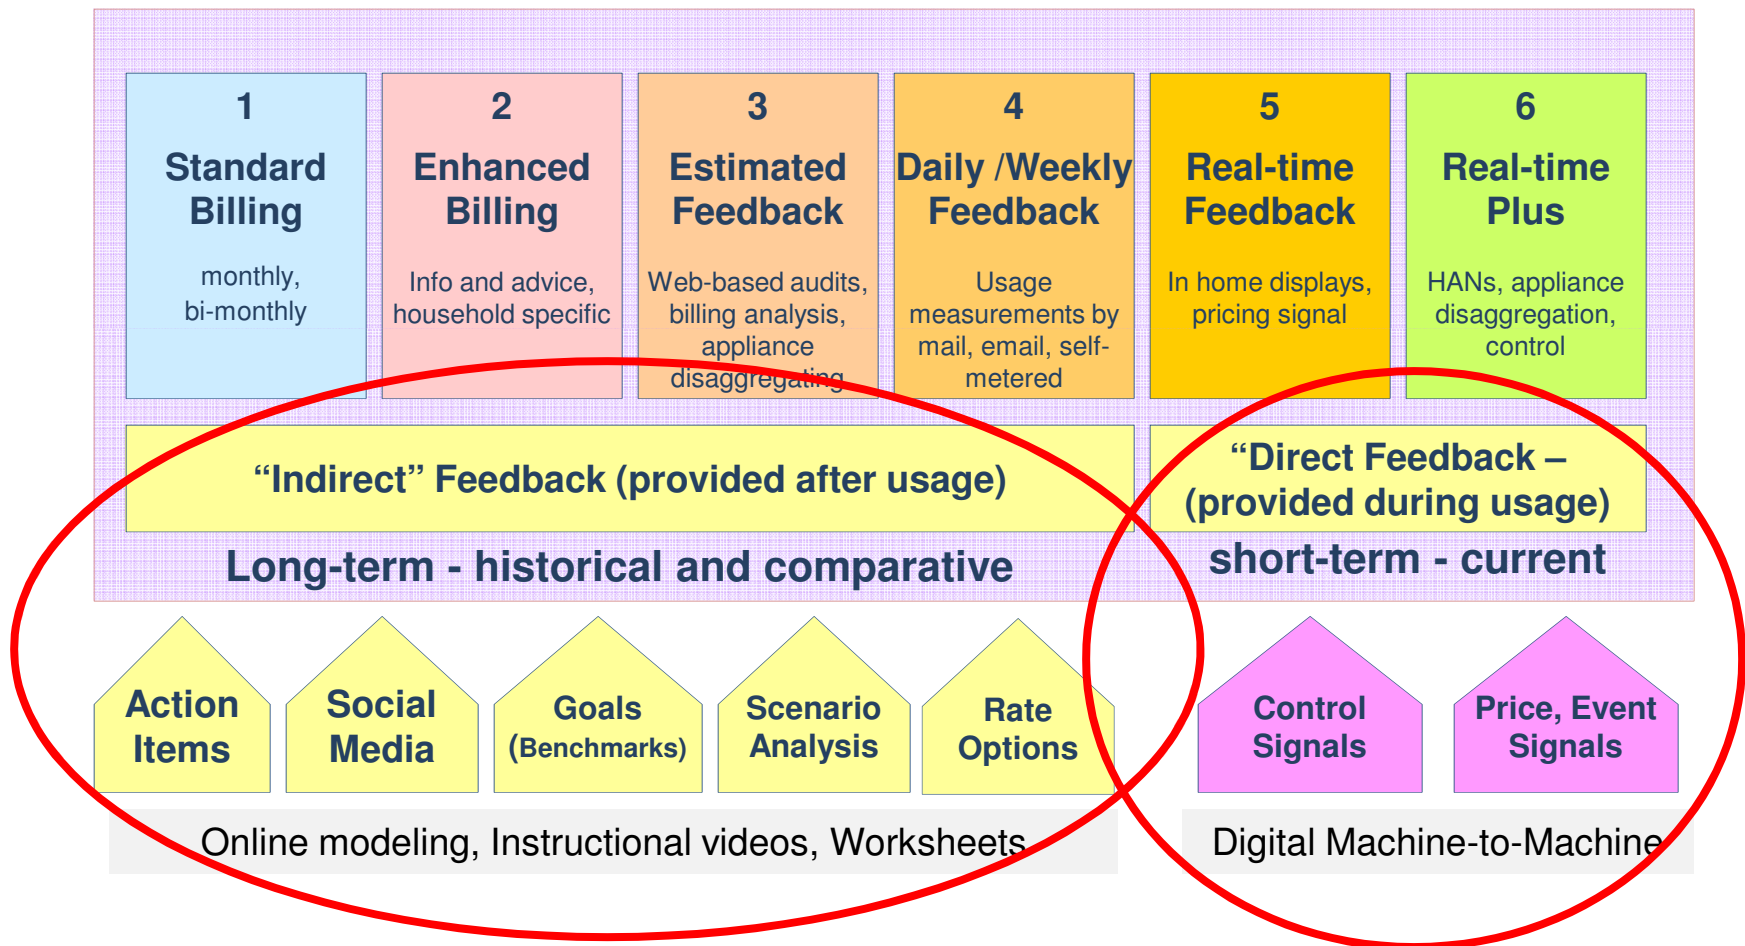 1
Standard
Billing
monthly,
bi-monthly
2
Enhanced
Billing
Info and advice,
household specific
3
Estimated
Feedback
Web-based audits,
billing analysis,
appliance
disaggregating
4
Daily /Weekly
Feedback
Usage
measurements by
mail, email, self-
metered
5
Real-time
Feedback
In home displays,
pricing signal
6
Real-time
Plus
HANs, appliance
disaggregation,
control
“Indirect” Feedback (provided after usage)
“Direct Feedback –
(provided during usage)
Long-term - historical and comparative
short-term - current
Action
Items
Social
Media
Goals
(Benchmarks)
Scenario
Analysis
Rate
Options
Control
Signals
Price, Event
Signals
Online modeling, Instructional videos, Worksheets
Digital Machine-to-Machine